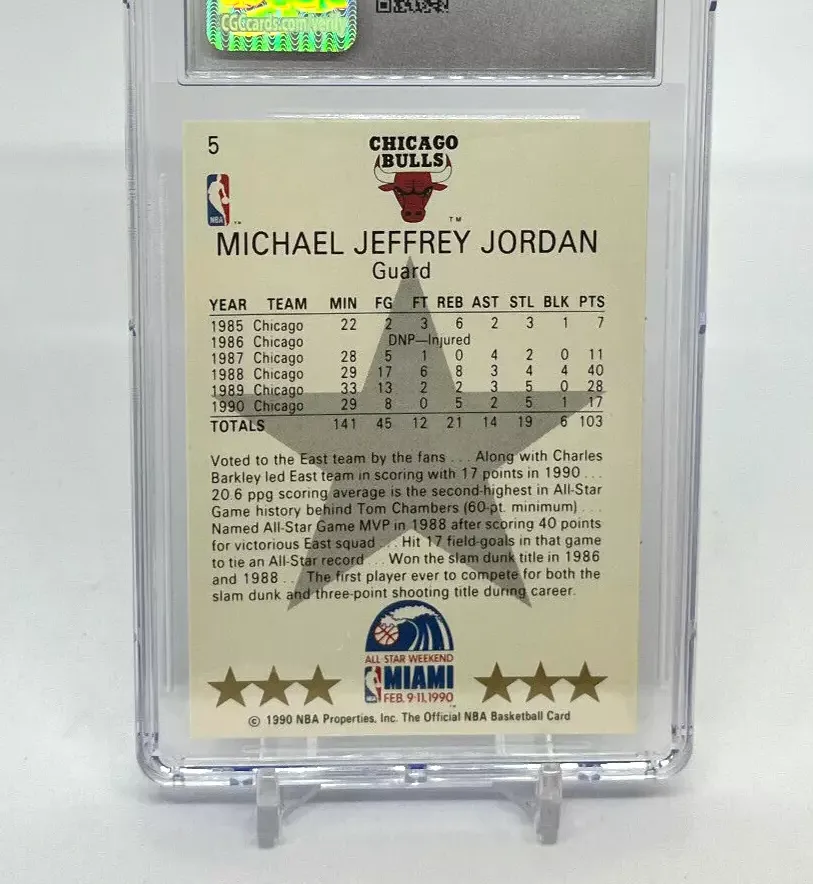 CGCcards.com/verify
5
CHICAGO
BULLS
TM
NBA
TM
MICHAEL JEFFREY JORDAN
Guard
YEAR TEAM MIN FG FT REB AST STL BLK PTS
1985 Chicago 22 2 3 6 2 3 1 7
1986 Chicago DNP—Injured
1987 Chicago 28 5 1 0 4 2 0 11
1988 Chicago 29 17 6 8 3 4 4 40
1989 Chicago 33 13 2 2 3 5 0 28
1990 Chicago 29 8 0 5 2 5 1 17
TOTALS 141 45 12 21 14 19 6 103
Voted to the East team by the fans . . . Along with Charles
Barkley led East team in scoring with 17 points in 1990 . . .
20.6 ppg scoring average is the second-highest in All-Star
Game history behind Tom Chambers (60-pt. minimum) . . .
Named All-Star Game MVP in 1988 after scoring 40 points
for victorious East squad . . . Hit 17 field-goals in that game
to tie an All-Star record . . . Won the slam dunk title in 1986
and 1988 . . . The first player ever to compete for both the
slam dunk and three-point shooting title during career.
ALL-STAR WEEKEND
MIAMI
FEB. 9-11, 1990
© 1990 NBA Properties, Inc. The Official NBA Basketball Card